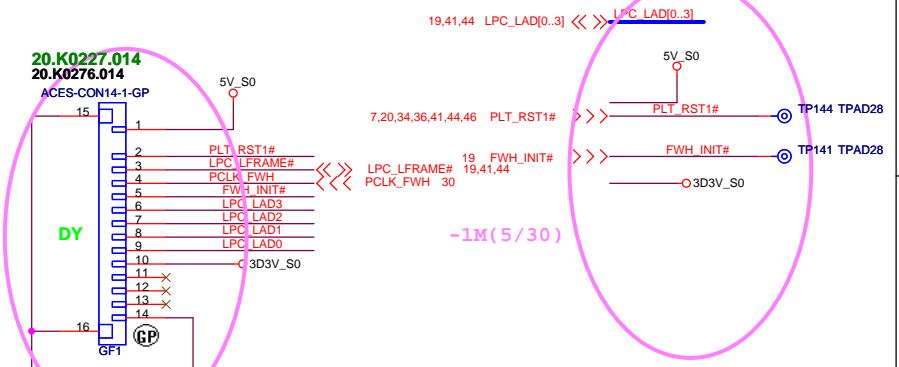 19,41,44 LPC_LAD[0..3] LPC_LAD[0..3]
20.K0227.014
20.K0276.014
ACES-CON14-1-GP
5V_S0 5V_S0
15
1
7,20,34,36,41,44,46 PLT_RST1# PLT_RST1# TP144 TPAD28
2 PLT_RST1#
19 FWH_INIT# FWH_INIT# TP141 TPAD28
3 LPC_LFRAME# LPC_LFRAME# 19,41,44
4 PCLK_FWH PCLK_FWH 30
3D3V_S0
5 FWH_INIT#
6 LPC_LAD3
7 LPC_LAD2
8 LPC_LAD1
9 LPC_LAD0
DY
-1M(5/30)
10 3D3V_S0
11
12
13
14
16
GP
GF1